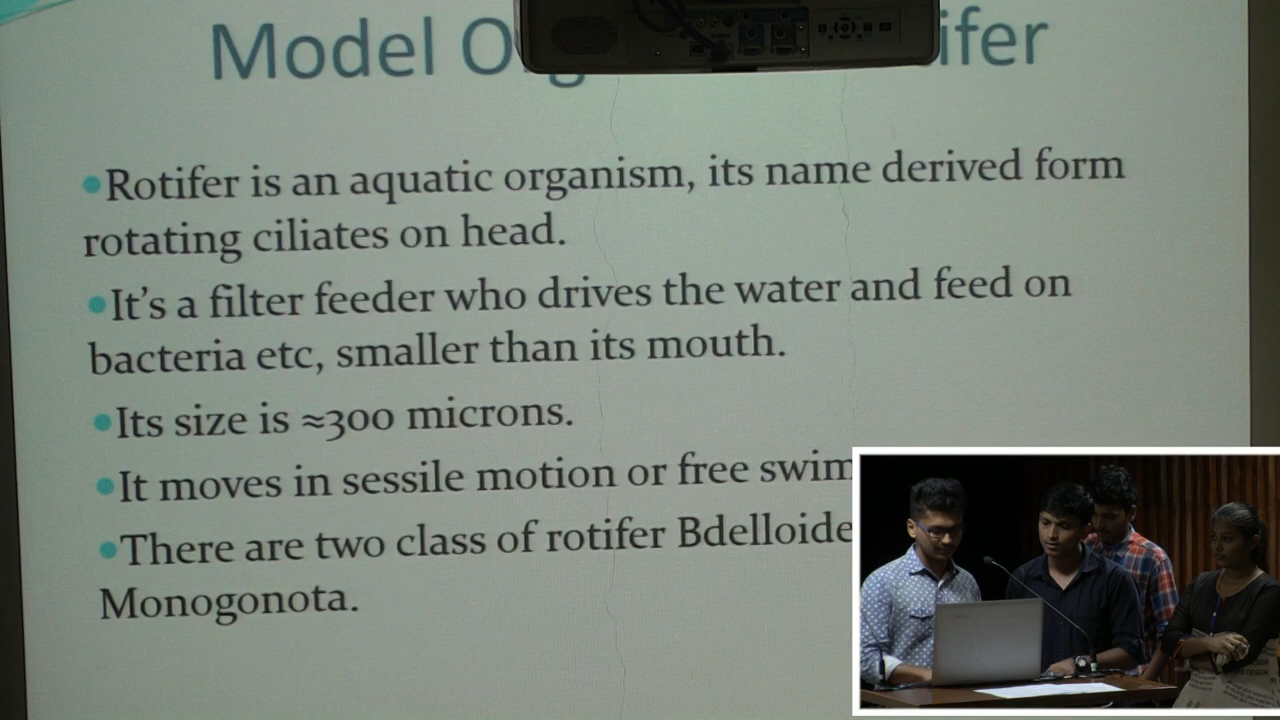 Model ifer
•Rotifer is an aquatic organism, its name derived form
rotating ciliates on head.
•It's a filter feeder who drives the water and feed on
bacteria etc, smaller than its mouth.
•Its size is ≈300 microns.
•It moves in sessile motion or free swim
•There are two class of rotifer Bdelloide
Monogonota.